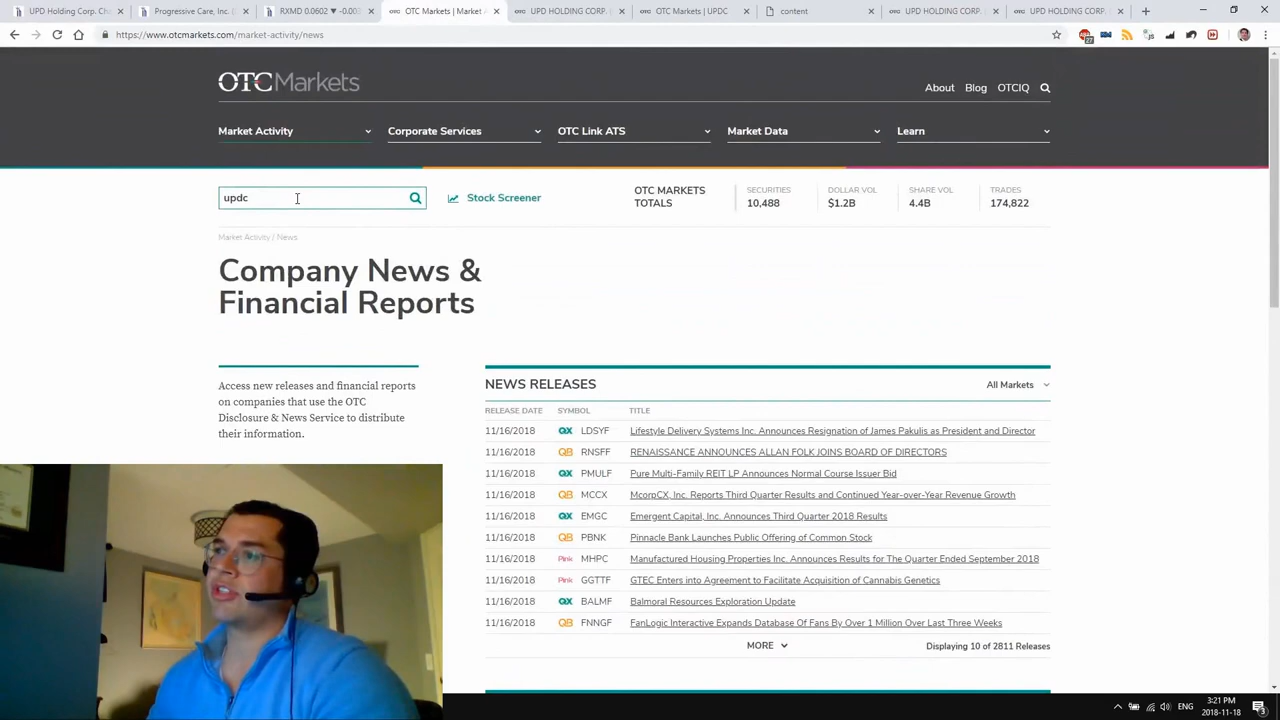 UPD Holding Corp.
Progressive Care, Inc.
RXMD 0.0602 ▼ -0.00
OTC Markets | Market
OTC Markets | UPDC
content
UPD HOLDING CORP.
UPD HOLDING CORP.
https://www.otcmarkets.com/market-activity/news
27
OTCMarkets
About
Blog
OTCIQ
Market Activity
Corporate Services
OTC Link ATS
Market Data
Learn
updc
Stock Screener
OTC MARKETS
TOTALS
SECURITIES
10,488
DOLLAR VOL
$1.2B
SHARE VOL
4.4B
TRADES
174,822
Market Activity / News
Company News &
Financial Reports
Access new releases and financial reports
on companies that use the OTC
Disclosure & News Service to distribute
their information.
NEWS RELEASES
All Markets
RELEASE DATE SYMBOL TITLE
11/16/2018 QX LDSYF Lifestyle Delivery Systems Inc. Announces Resignation of James Pakulis as President and Director
11/16/2018 QB RNSFF RENAISSANCE ANNOUNCES ALLAN FOLK JOINS BOARD OF DIRECTORS
11/16/2018 QX PMULF Pure Multi-Family REIT LP Announces Normal Course Issuer Bid
11/16/2018 QB MCCX McorpCX, Inc. Reports Third Quarter Results and Continued Year-over-Year Revenue Growth
11/16/2018 QX EMGC Emergent Capital, Inc. Announces Third Quarter 2018 Results
11/16/2018 QB PBNK Pinnacle Bank Launches Public Offering of Common Stock
11/16/2018 Pink MHPC Manufactured Housing Properties Inc. Announces Results for The Quarter Ended September 2018
11/16/2018 Pink GGTTF GTEC Enters into Agreement to Facilitate Acquisition of Cannabis Genetics
11/16/2018 QX BALMF Balmoral Resources Exploration Update
11/16/2018 QB FNNGF FanLogic Interactive Expands Database Of Fans By Over 1 Million Over Last Three Weeks
MORE
Displaying 10 of 2811 Releases
ENG
3:21 PM
2018-11-18
3